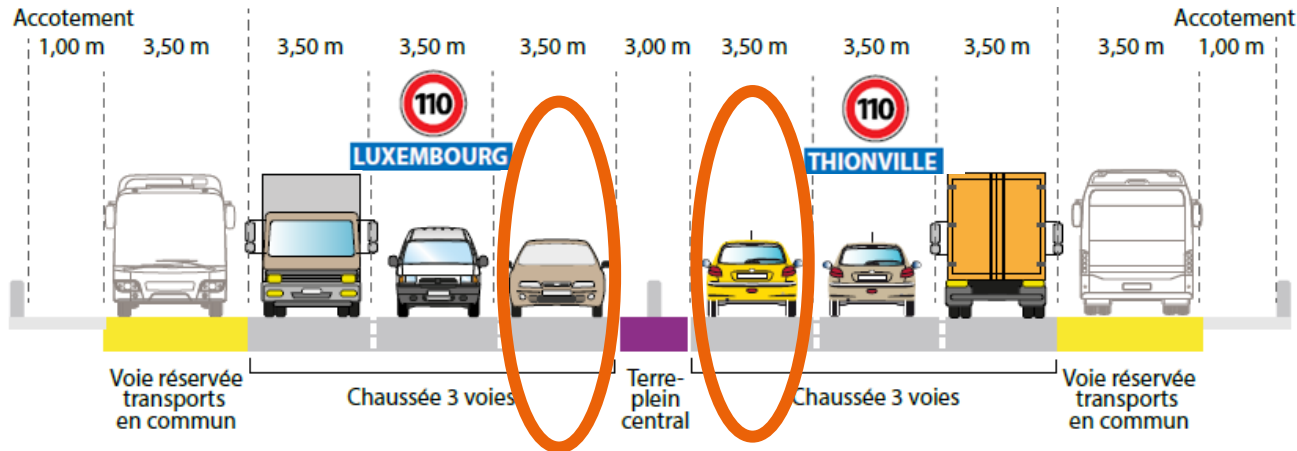 Accotement
Accotement
1,00 m 3,50 m 3,50 m 3,50 m 3,50 m 3,00 m 3,50 m 3,50 m 3,50 m 3,50 m 1,00 m
110
110
LUXEMBOURG
THIONVILLE
Voie réservée
transports
en commun
Chaussée 3 voies
Terre-
plein
central
Chaussée 3 voies
Voie réservée
transports
en commun